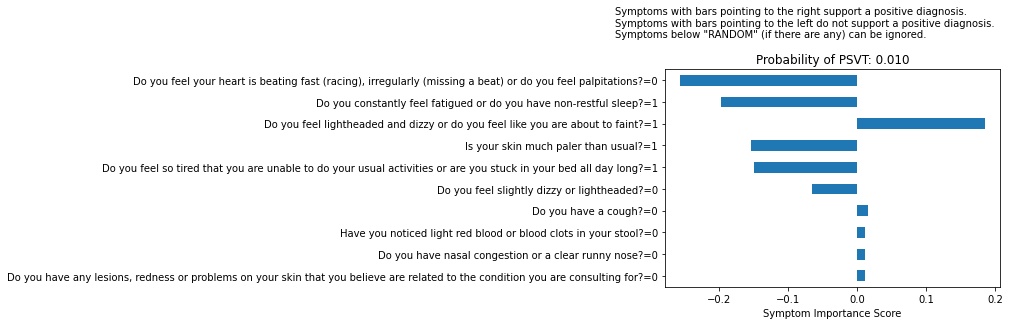 Symptoms with bars pointing to the right support a positive diagnosis.
Symptoms with bars pointing to the left do not support a positive diagnosis.
Symptoms below "RANDOM" (if there are any) can be ignored.
Probability of PSVT: 0.010
Do you feel your heart is beating fast (racing), irregularly (missing a beat) or do you feel palpitations?=0
Do you constantly feel fatigued or do you have non-restful sleep?=1
Do you feel lightheaded and dizzy or do you feel like you are about to faint?=1
Is your skin much paler than usual?=1
Do you feel so tired that you are unable to do your usual activities or are you stuck in your bed all day long?=1
Do you feel slightly dizzy or lightheaded?=0
Do you have a cough?=0
Have you noticed light red blood or blood clots in your stool?=0
Do you have nasal congestion or a clear runny nose?=0
Do you have any lesions, redness or problems on your skin that you believe are related to the condition you are consulting for?=0
−0.2 −0.1 0.0 0.1 0.2
Symptom Importance Score